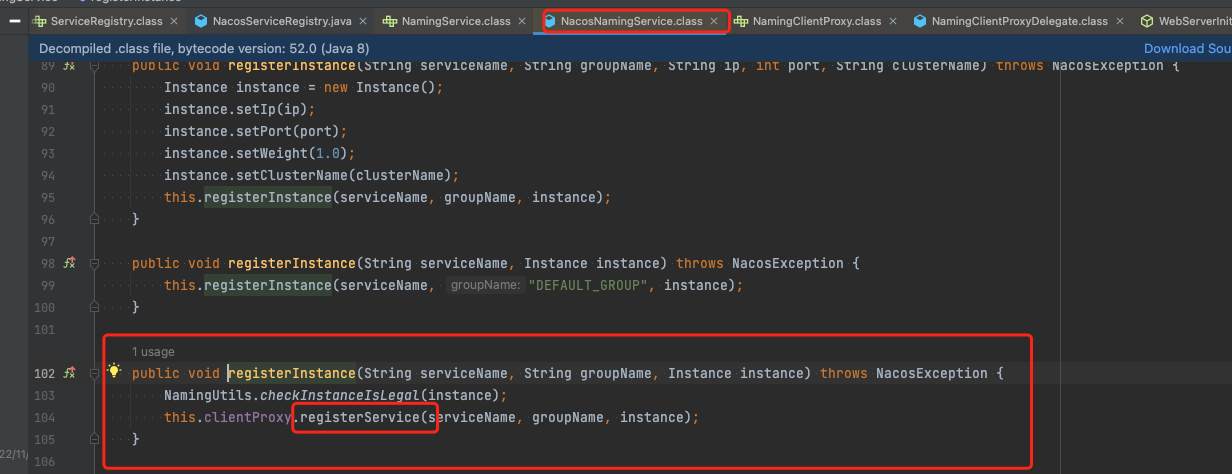 registerInstance
ServiceRegistry.class × NacosServiceRegistry.java × NamingService.class × NacosNamingService.class × NamingClientProxy.class × NamingClientProxyDelegate.class × WebServerInit
Decompiled .class file, bytecode version: 52.0 (Java 8) Download Sou
89 public void registerInstance(String serviceName, String groupName, String ip, int port, String clusterName) throws NacosException {
90 Instance instance = new Instance();
91 instance.setIp(ip);
92 instance.setPort(port);
93 instance.setWeight(1.0);
94 instance.setClusterName(clusterName);
95 this.registerInstance(serviceName, groupName, instance);
96 }
97
98 public void registerInstance(String serviceName, Instance instance) throws NacosException {
99 this.registerInstance(serviceName, groupName: "DEFAULT_GROUP", instance);
100 }
101
1 usage
102 public void registerInstance(String serviceName, String groupName, Instance instance) throws NacosException {
103 NamingUtils.checkInstanceIsLegal(instance);
104 this.clientProxy.registerService(serviceName, groupName, instance);
105 }
22/11/
106